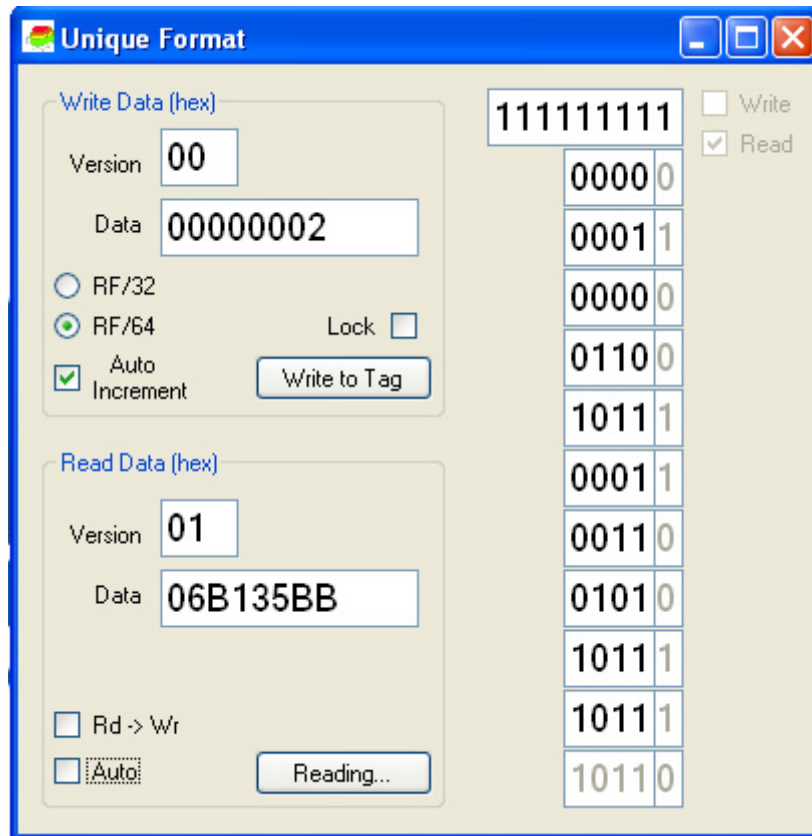 Unique Format
Write Data (hex)
Version 00
Data 00000002
RF/32
RF/64
Lock
Auto
Increment
Write to Tag
Read Data (hex)
Version 01
Data 06B135BB
Rd -> Wr
Auto
Reading...
111111111
0000 0
0001 1
0000 0
0110 0
1011 1
0001 1
0011 0
0101 0
1011 1
1011 1
1011 0
Write
Read